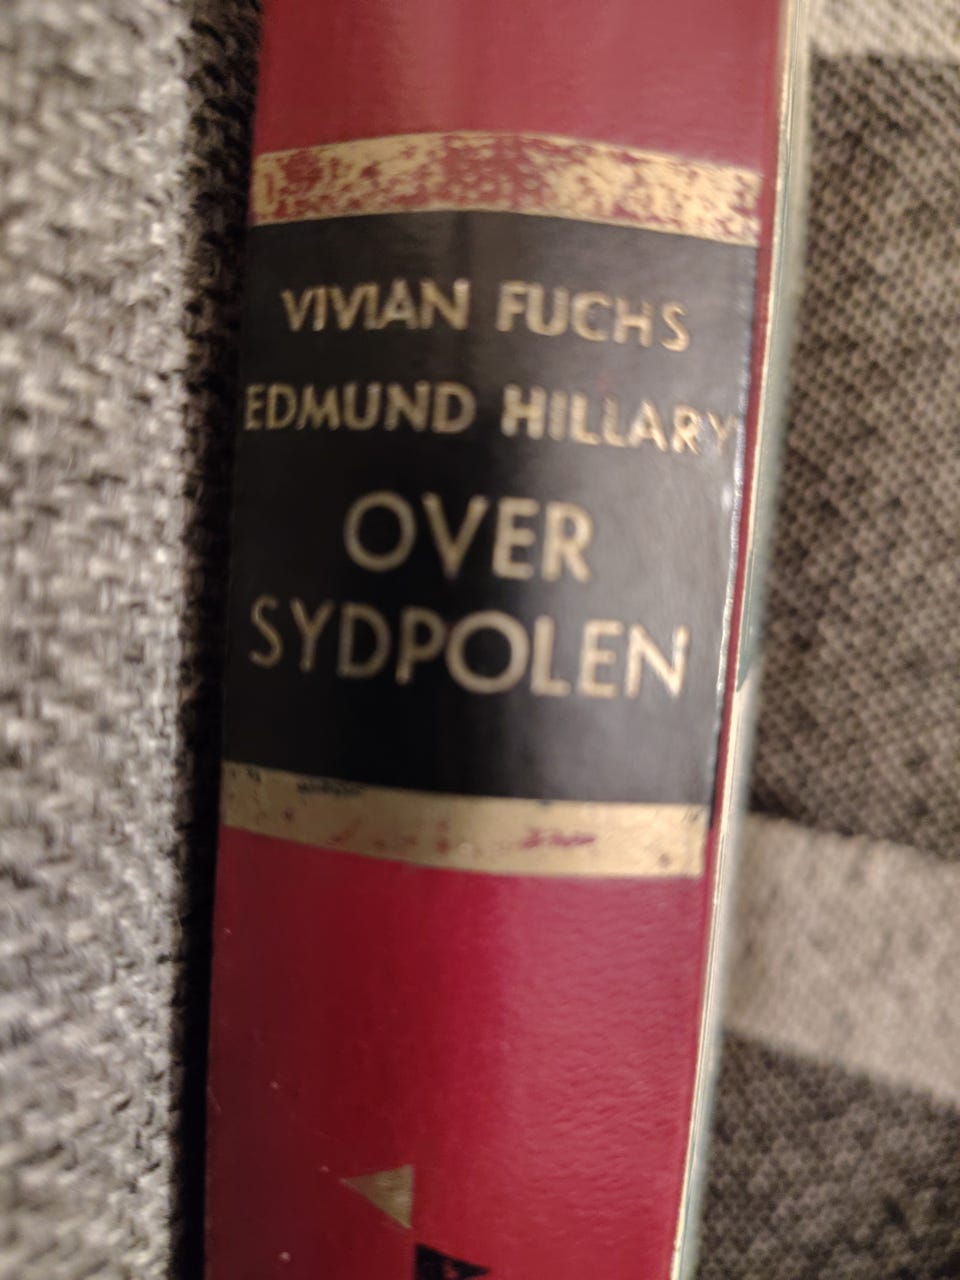 VIVIAN FUCHS
EDMUND HILLARY
OVER
SYDPOLEN